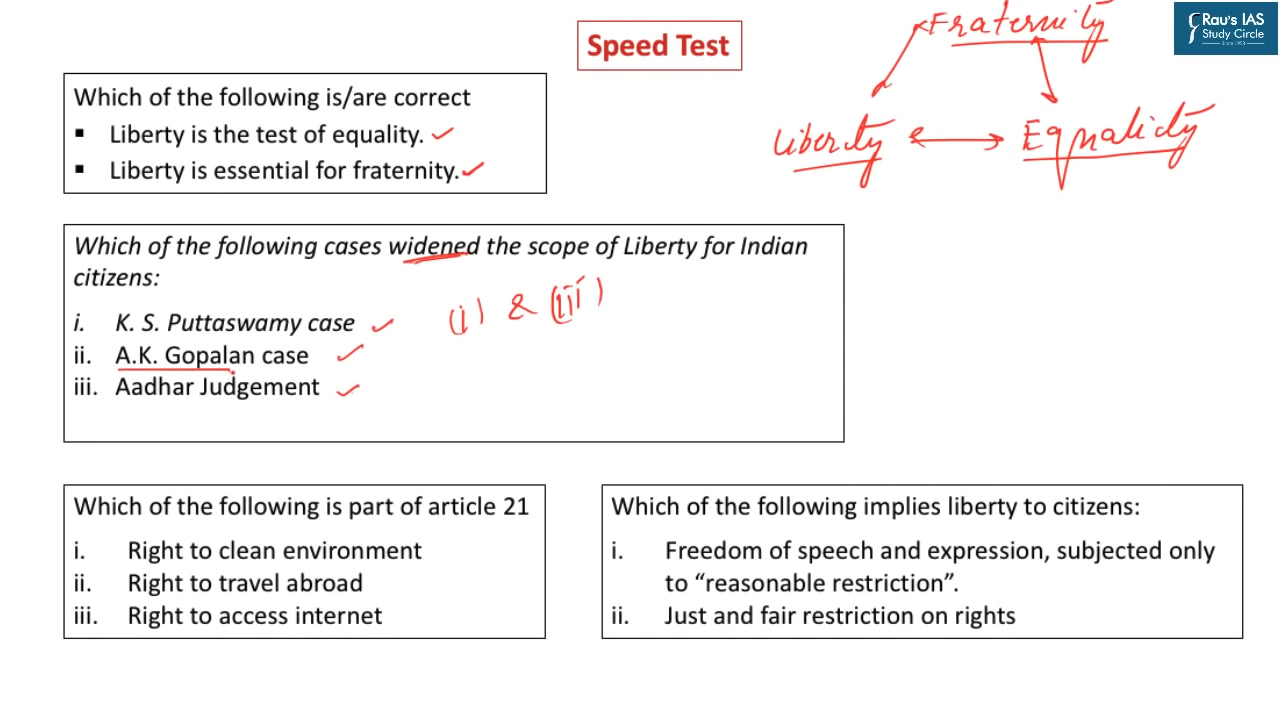 Speed Test
Fraternity
Rau's IAS
Study Circle
Since 1953
Liberty
Equality
Which of the following is/are correct
▪ Liberty is the test of equality.
▪ Liberty is essential for fraternity.
Which of the following cases widened the scope of Liberty for Indian
citizens:
i. K. S. Puttaswamy case
(i) & (iii)
ii. A.K. Gopalan case
iii. Aadhar Judgement
Which of the following is part of article 21
i. Right to clean environment
ii. Right to travel abroad
iii. Right to access internet
Which of the following implies liberty to citizens:
i. Freedom of speech and expression, subjected only
to “reasonable restriction”.
ii. Just and fair restriction on rights